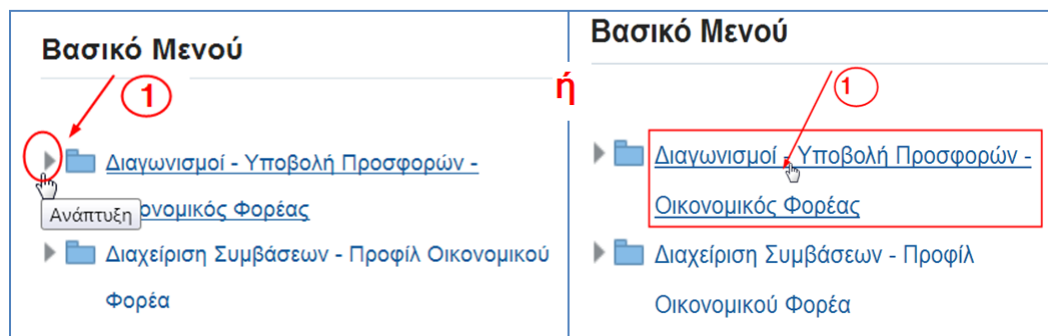 Βασικό Μενού
1
Διαγωνισμοί - Υποβολή Προσφορών -
ονομικός Φορέας
Ανάπτυξη
Διαχείριση Συμβάσεων - Προφίλ Οικονομικού
Φορέα
ή
Βασικό Μενού
1
Διαγωνισμοί - Υποβολή Προσφορών -
Οικονομικός Φορέας
Διαχείριση Συμβάσεων - Προφίλ
Οικονομικού Φορέα